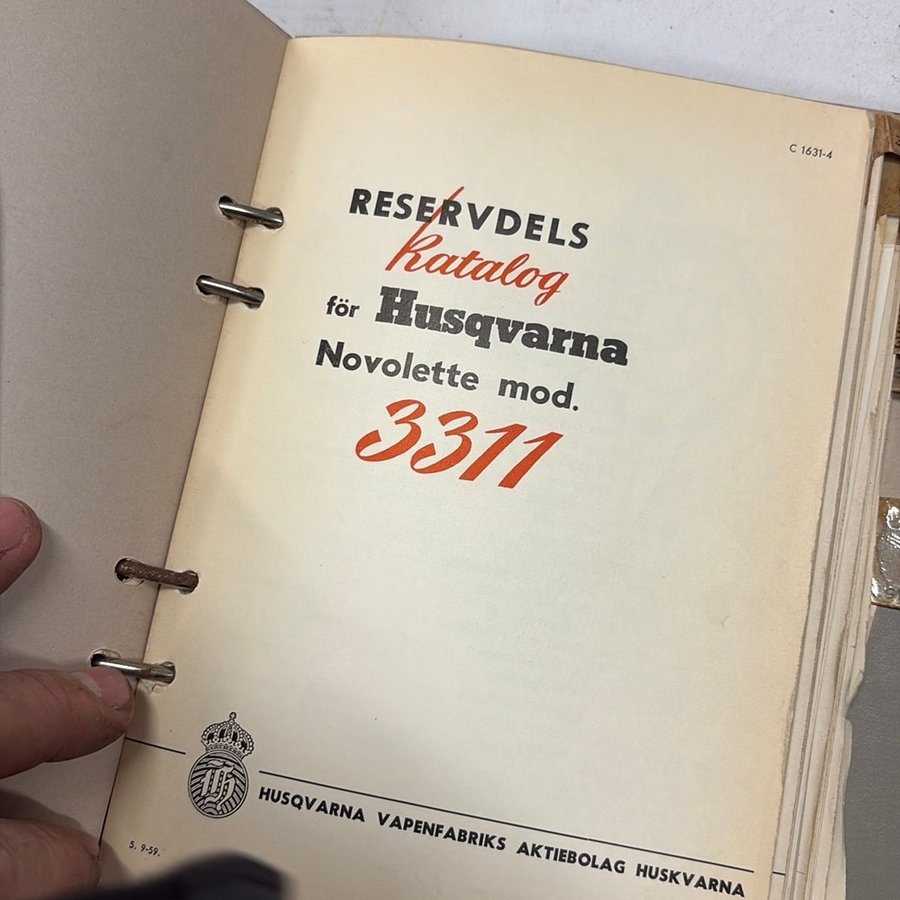 C 1631-4
RESERVDELS
katalog
för Husqvarna
Novolette mod.
3311
HUSQVARNA VAPENFABRIKS AKTIEBOLAG HUSKVARNA
5, 9-59.